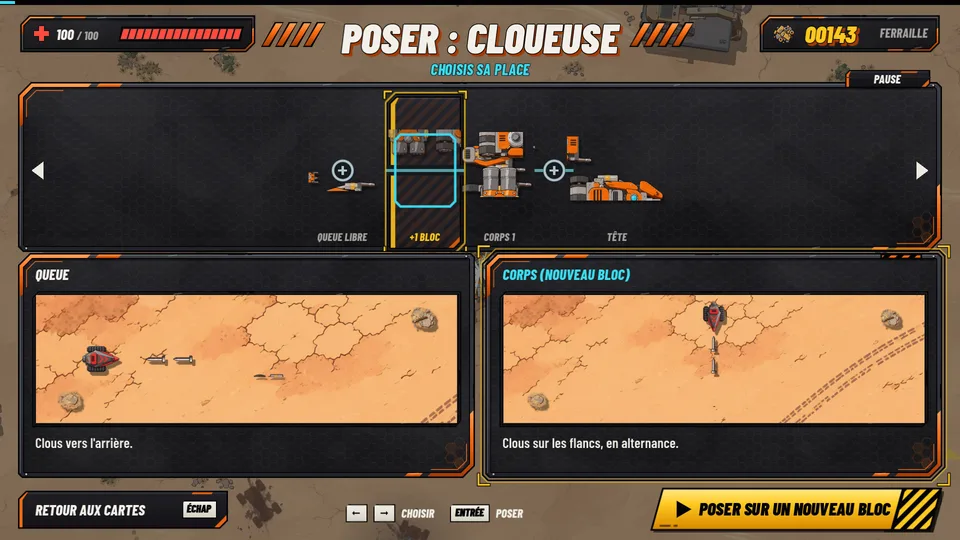 100 / 100
POSER : CLOUEUSE
00143 FERRAILLE
CHOISIS SA PLACE
PAUSE
QUEUE LIBRE
+1 BLOC
CORPS 1
TÊTE
QUEUE
CORPS (NOUVEAU BLOC)
Clous vers l'arrière.
Clous sur les flancs, en alternance.
RETOUR AUX CARTES ÉCHAP
← → CHOISIR ENTRÉE POSER
POSER SUR UN NOUVEAU BLOC